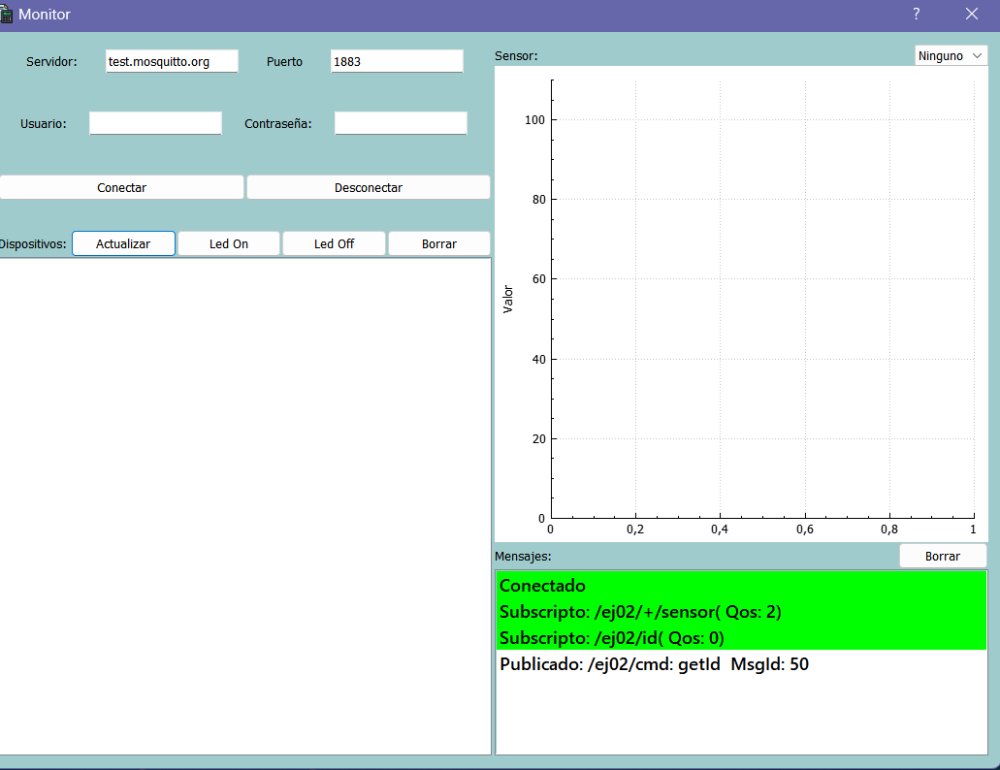 Monitor ?
Servidor: test.mosquitto.org Puerto 1883
Usuario: Contraseña:
Conectar Desconectar
Dispositivos: Actualizar Led On Led Off Borrar
Sensor: Ninguno
100
80
60
40
20
0
Valor
0 0,2 0,4 0,6 0,8 1
Mensajes: Borrar
Conectado
Subscripto: /ej02/+/sensor( Qos: 2)
Subscripto: /ej02/id( Qos: 0)
Publicado: /ej02/cmd: getId  MsgId: 50